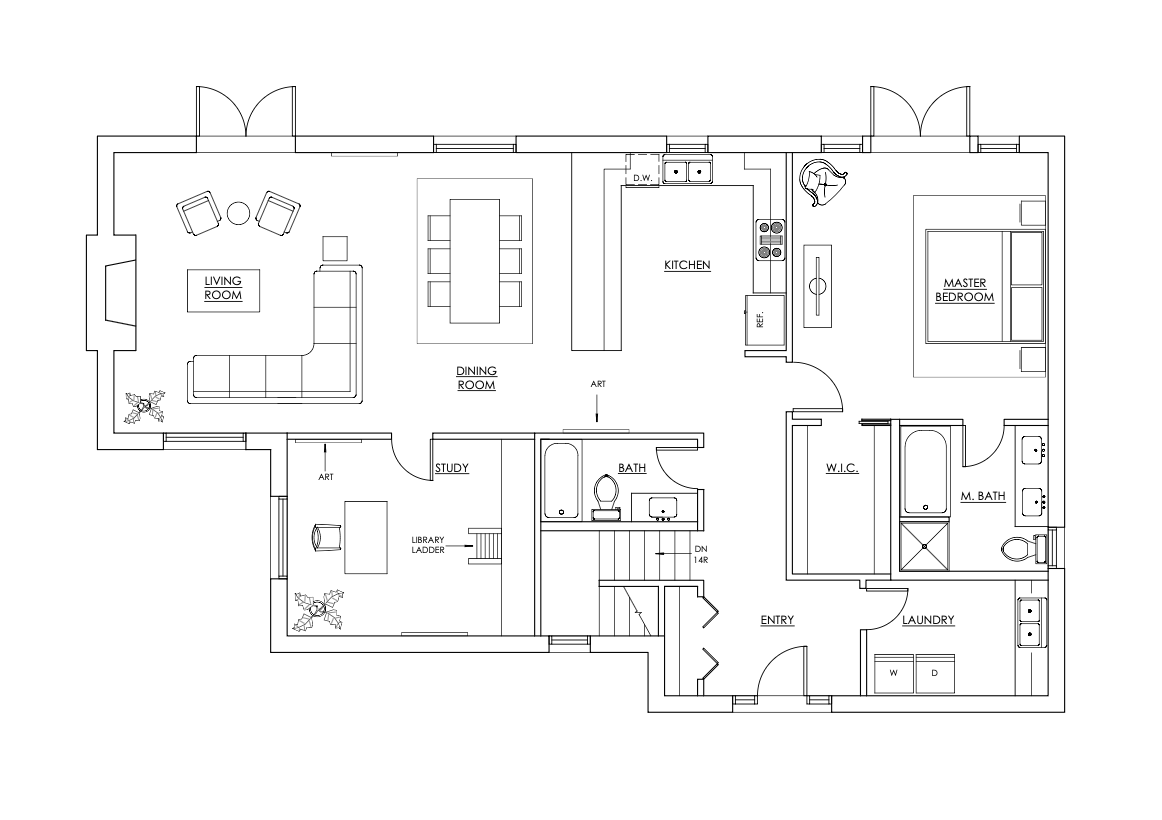 D.W.
KITCHEN
LIVING
ROOM
MASTER
BEDROOM
REF.
DINING
ROOM
ART
STUDY
BATH
W.I.C.
ART
M. BATH
LIBRARY
LADDER
DN
14R
ENTRY
LAUNDRY
W
D